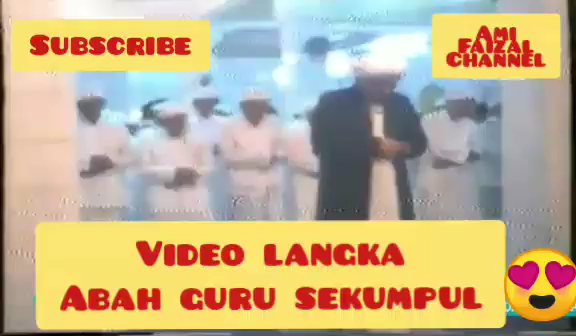 SUBSCRIBE
AMI
FAIZAL
CHANNEL
VIDEO LANGKA
ABAH GURU SEKUMPUL